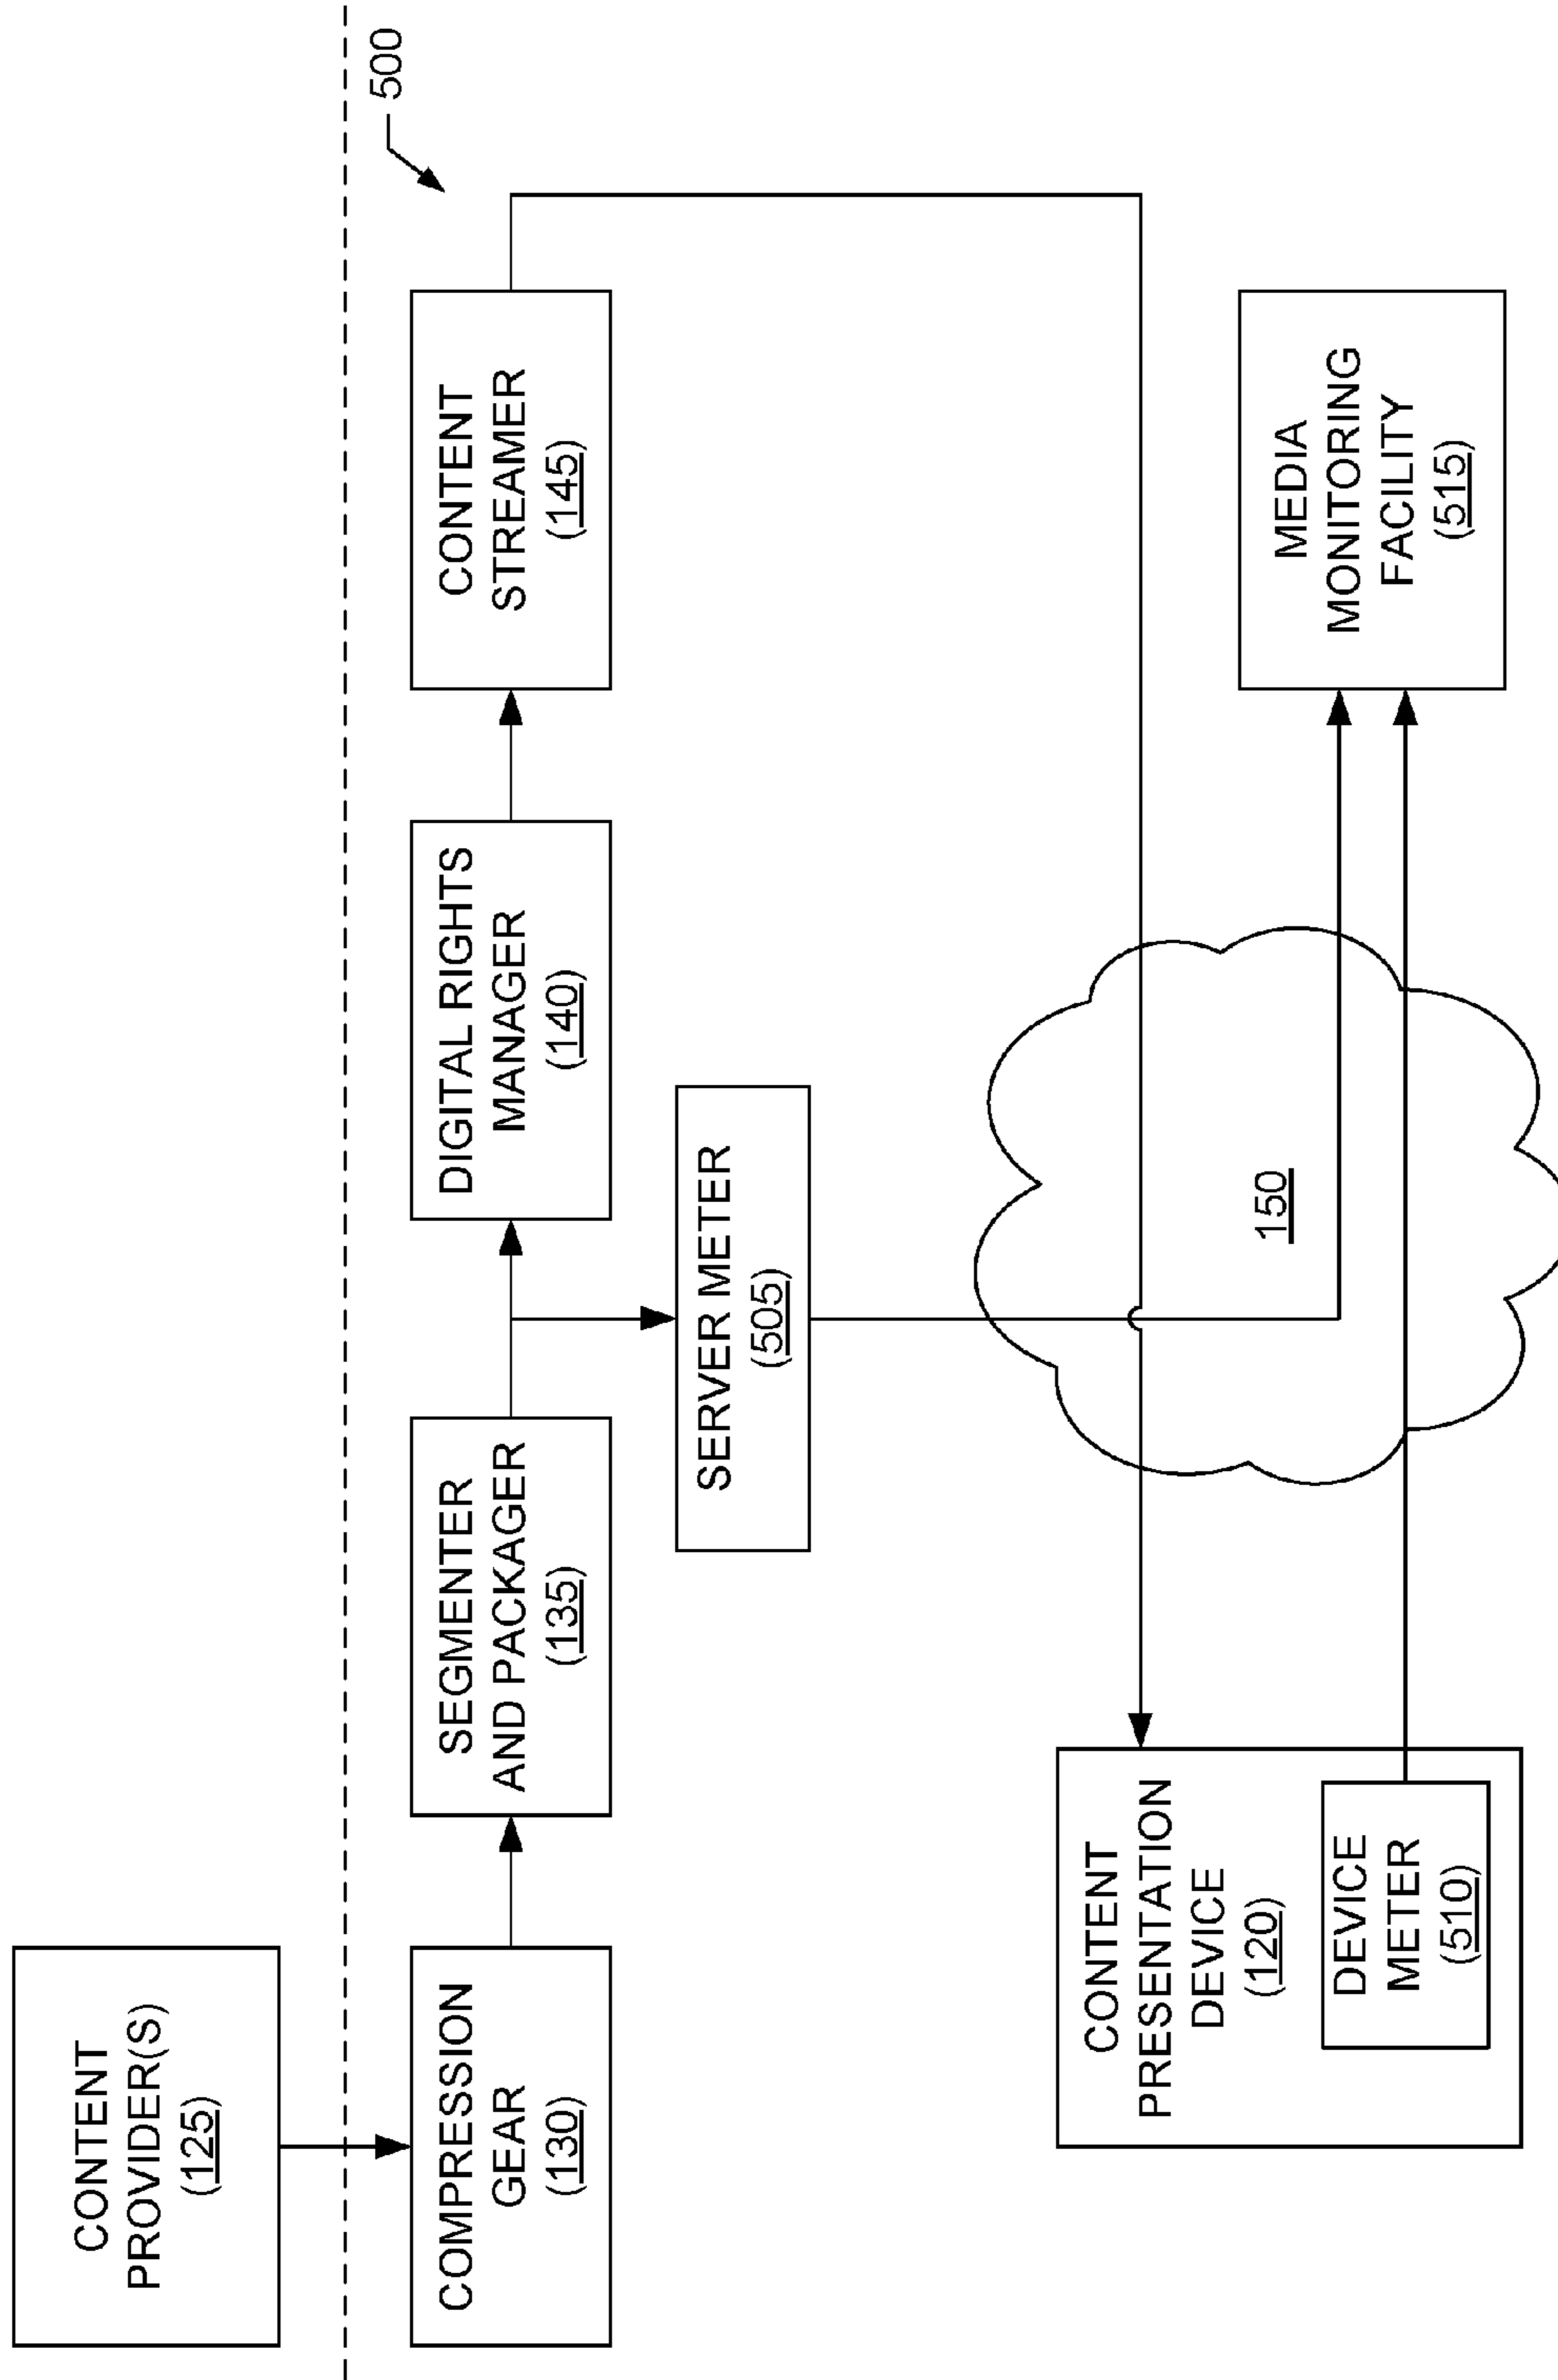 CONTENT
PROVIDER(S)
(125)
500
COMPRESSION
GEAR
(130)
SEGMENTER
AND PACKAGER
(135)
DIGITAL RIGHTS
MANAGER
(140)
CONTENT
STREAMER
(145)
SERVER METER
(505)
150
CONTENT
PRESENTATION
DEVICE
(120)
DEVICE
METER
(510)
MEDIA
MONITORING
FACILITY
(515)